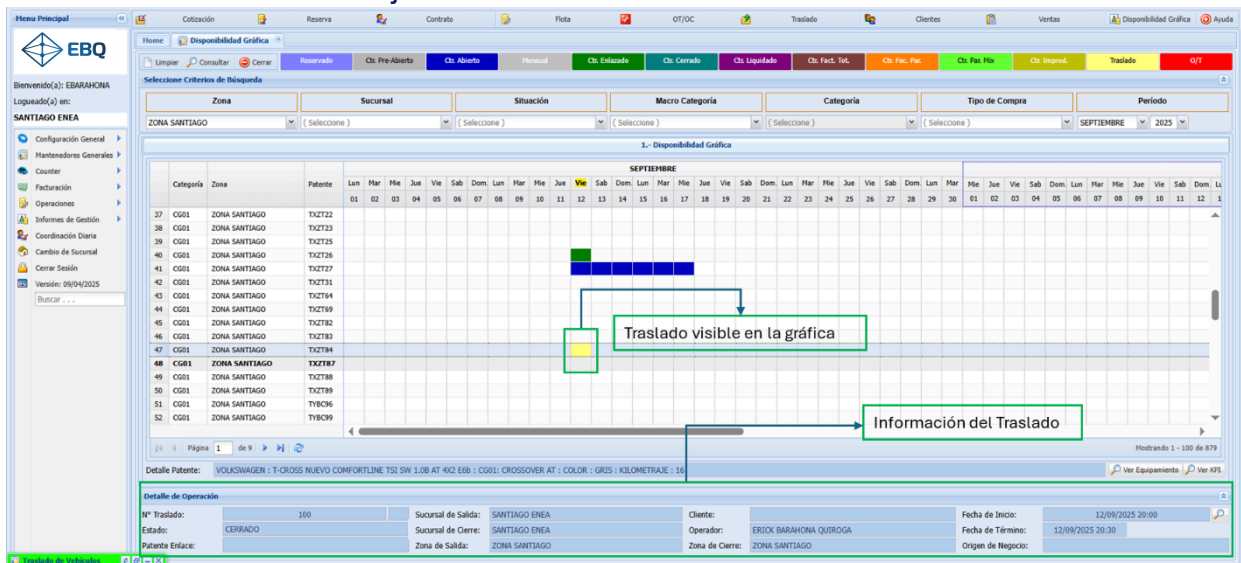 Menu Principal
Cotización Reserva Contrato Flota OT/OC Traslado Clientes Ventas Disponibilidad Gráfica Ayuda
EBQ
Home Disponibilidad Gráfica
Limpiar Consultar Cerrar Reservado Ctr. Pre-Abierto Ctr. Abierto Mensual Ctr. Enlazado Ctr. Cerrado Ctr. Liquidado Ctr. Fact. Tot. Ctr. Fac. Par. Ctr. Par. Mix Ctr. Improd. Traslado O/T
Bienvenido(a): EBARAHONA
Logueado(a) en:
SANTIAGO ENEA
Configuración General
Mantenedores Generales
Counter
Facturación
Operaciones
Informes de Gestión
Coordinación Diaria
Cambio de Sucursal
Cerrar Sesión
Versión: 09/04/2025
Buscar . . .
Seleccione Criterios de Búsqueda
Zona Sucursal Situación Macro Categoría Categoría Tipo de Compra Período
ZONA SANTIAGO ( Seleccione ) ( Seleccione ) ( Seleccione ) ( Seleccione ) ( Seleccione ) SEPTIEMBRE 2025
1.- Disponibilidad Gráfica
SEPTIEMBRE
Categoría Zona Patente Lun Mar Mie Jue Vie Sab Dom. Lun Mar Mie Jue Vie Sab Dom. Lun Mar Mie Jue Vie Sab Dom. Lun Mar Mie Jue Vie Sab Dom. Lun Mar Mie Jue Vie Sab Dom. Lun Mar Mie Jue Vie Sab Dom.
01 02 03 04 05 06 07 08 09 10 11 12 13 14 15 16 17 18 19 20 21 22 23 24 25 26 27 28 29 30 01 02 03 04 05 06 07 08 09 10 11 12
37 CG01 ZONA SANTIAGO TXZT22
38 CG01 ZONA SANTIAGO TXZT23
39 CG01 ZONA SANTIAGO TXZT25
40 CG01 ZONA SANTIAGO TXZT26
41 CG01 ZONA SANTIAGO TXZT27
42 CG01 ZONA SANTIAGO TXZT31
43 CG01 ZONA SANTIAGO TXZT64
44 CG01 ZONA SANTIAGO TXZT69
45 CG01 ZONA SANTIAGO TXZT82
46 CG01 ZONA SANTIAGO TXZT83
47 CG01 ZONA SANTIAGO TXZT84
48 CG01 ZONA SANTIAGO TXZT87
49 CG01 ZONA SANTIAGO TXZT88
50 CG01 ZONA SANTIAGO TXZT89
51 CG01 ZONA SANTIAGO TYBC96
52 CG01 ZONA SANTIAGO TYBC99
Traslado visible en la gráfica
Información del Traslado
Página 1 de 9 Mostrando 1 - 100 de 879
Detalle Patente: VOLKSWAGEN : T-CROSS NUEVO COMFORTLINE TSI SW 1.0B AT 4X2 E6b : CG01: CROSSOVER AT : COLOR : GRIS : KILOMETRAJE : 16 Ver Equipamiento Ver KPI
Detalle de Operación
Nº Traslado: 100 Sucursal de Salida: SANTIAGO ENEA Cliente: Fecha de Inicio: 12/09/2025 20:00
Estado: CERRADO Sucursal de Cierre: SANTIAGO ENEA Operador: ERICK BARAHONA QUIROGA Fecha de Término: 12/09/2025 20:30
Patente Enlace: Zona de Salida: ZONA SANTIAGO Zona de Cierre: ZONA SANTIAGO Origen de Negocio:
Traslado de Vehículos